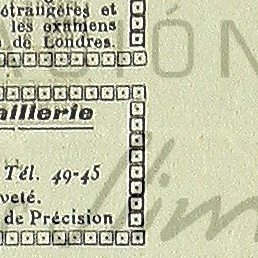 étrangères et
les examens
de Londres.
aillerie
Tél. 49-45
veté.
de Précision